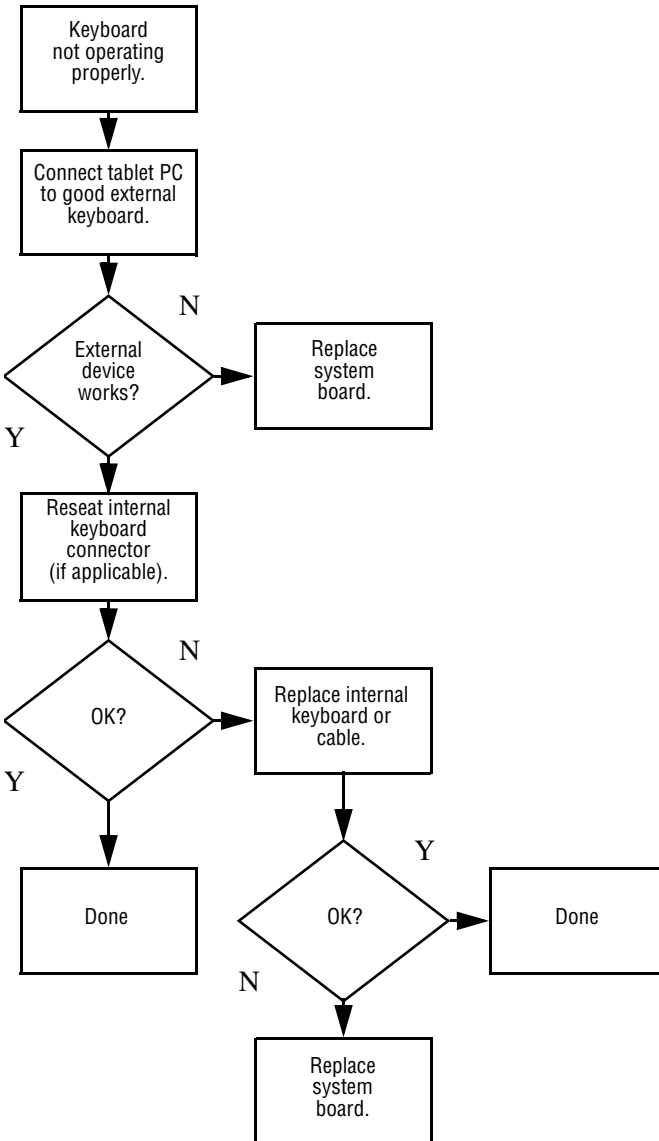 Keyboard
not operating
properly.
Connect tablet PC
to good external
keyboard.
N
External
device
works?
Replace
system
board.
Y
Reseat internal
keyboard
connector
(if applicable).
N
OK?
Replace internal
keyboard or
cable.
Y
Y
Done
OK?
Done
N
Replace
system
board.